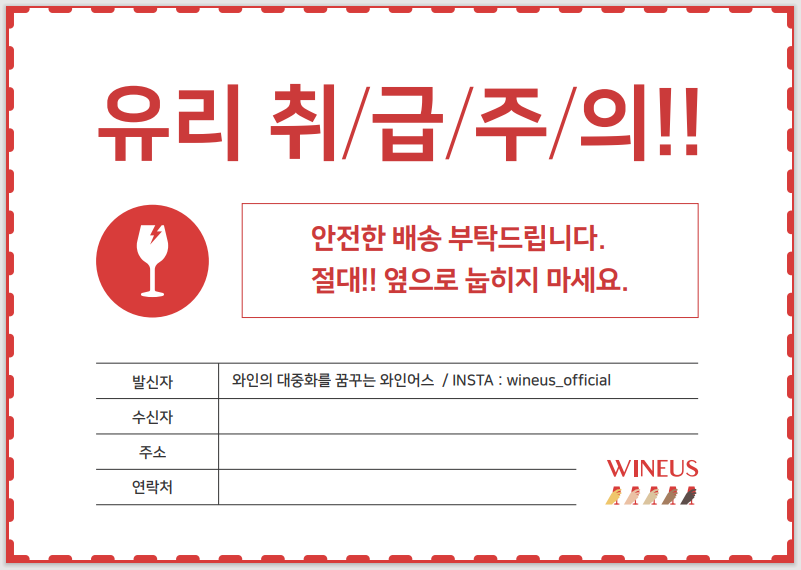 유리 취/급/주/의!!
안전한 배송 부탁드립니다.
절대!! 옆으로 눕히지 마세요.
발신자 와인의 대중화를 꿈꾸는 와인어스 / INSTA : wineus_official
수신자
주소
연락처
WINEUS